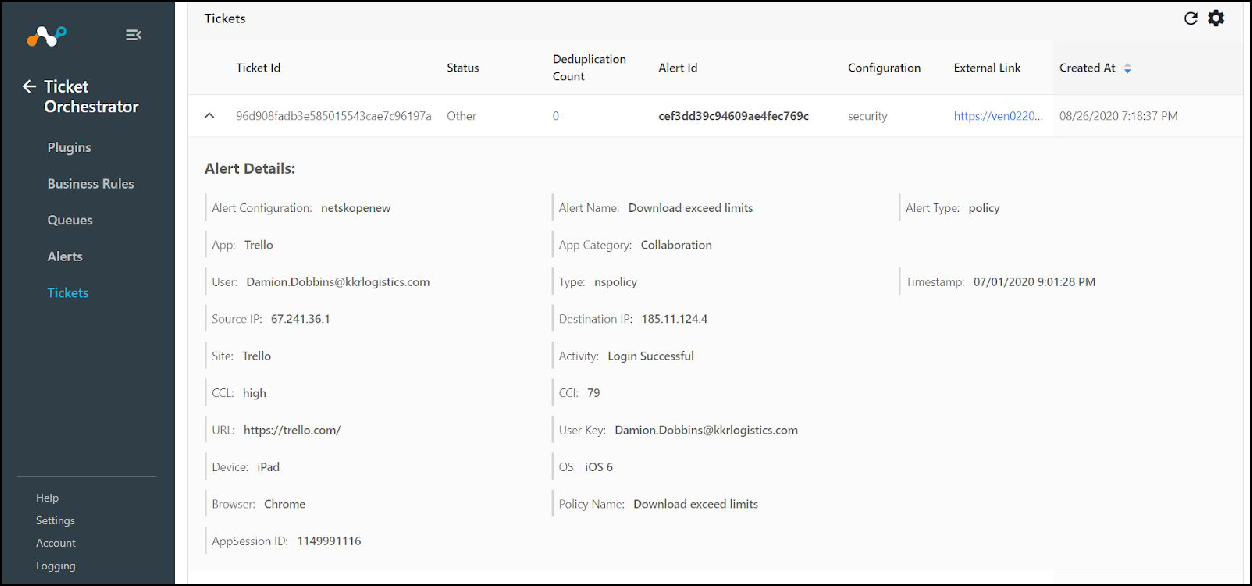 Tickets
Ticket Orchestrator
Plugins
Business Rules
Queues
Alerts
Tickets
Help
Settings
Account
Logging
Ticket Id Status Deduplication Count Alert Id Configuration External Link Created At
96d908fadb3e585015543cae7c96197a Other 0 cef3dd39c94609ae4fec769c security https://ven0220... 08/26/2020 7:18:37 PM
Alert Details:
Alert Configuration: netskopenew Alert Name: Download exceed limits Alert Type: policy
App: Trello App Category: Collaboration
User: Damion.Dobbins@kkrlogistics.com Type: nspolicy Timestamp: 07/01/2020 9:01:28 PM
Source IP: 67.241.36.1 Destination IP: 185.11.124.4
Site: Trello Activity: Login Successful
CCL: high CCI: 79
URL: https://trello.com/ User Key: Damion.Dobbins@kkrlogistics.com
Device: iPad OS: iOS 6
Browser: Chrome Policy Name: Download exceed limits
AppSession ID: 1149991116